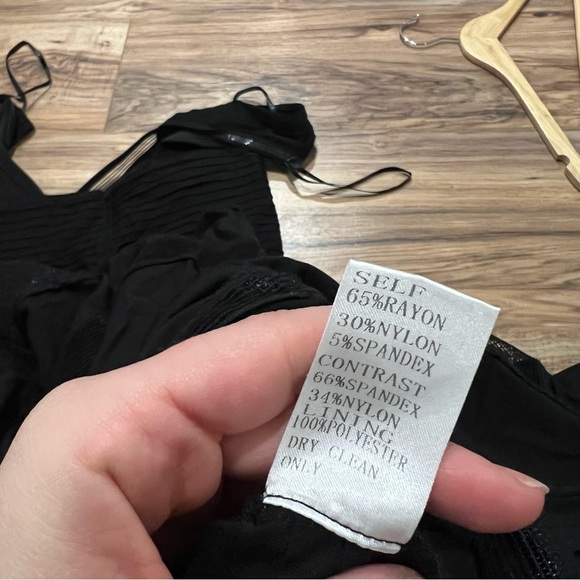 SELF
65%RAYON
30%NYLON
5%SPANDEX
CONTRAST
66%SPANDEX
34%NYLON
LINING
100%POLYESTER
DRY CLEAN
ONLY